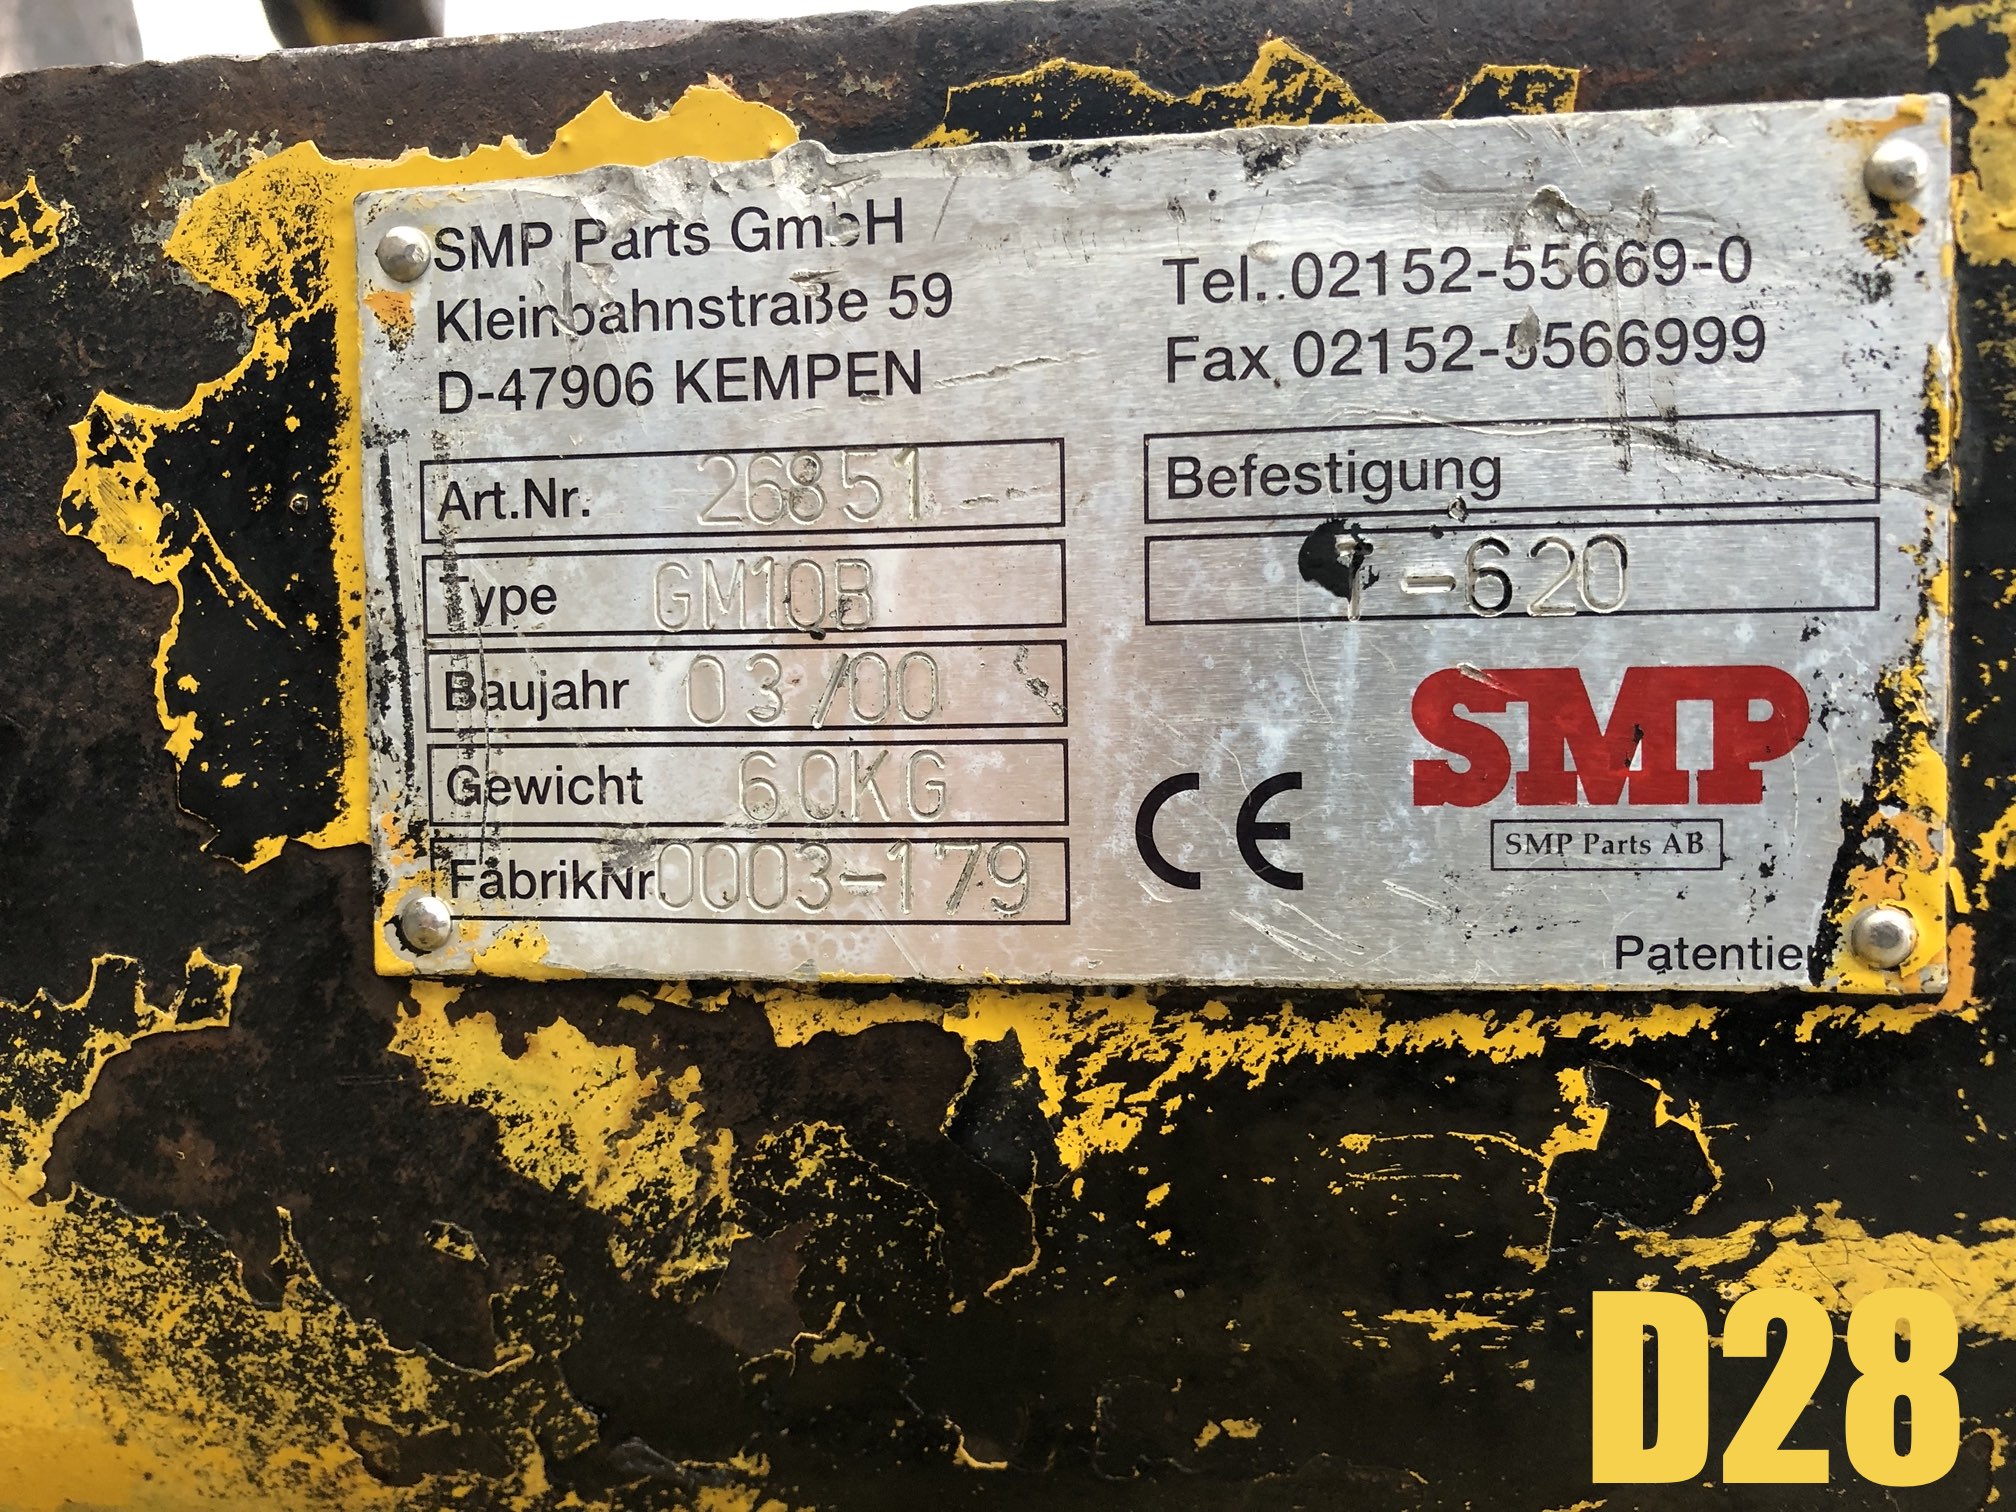 SMP Parts GmbH
Kleinbahnstraße 59
D-47906 KEMPEN
Tel..02152-55669-0
Fax 02152-5566999
Art.Nr. 26851
Type GM10B
Baujahr 03/00
Gewicht 60KG
FabrikNr. 0003-179
Befestigung
-620
CE
SMP
SMP Parts AB
D28